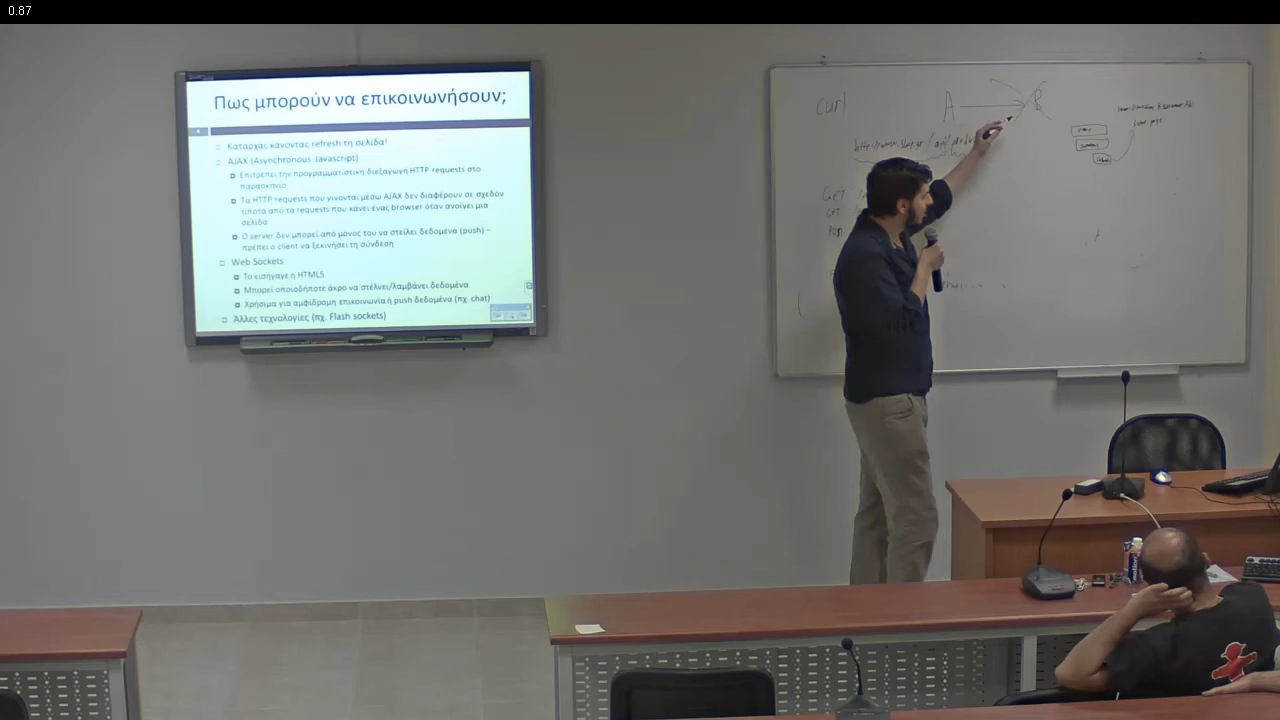 0.87
Πως μπορούν να επικοινωνήσουν;
Καταρχάς κάνοντας refresh τη σελίδα!
AJAX (Asynchronous Javascript)
Επιτρέπει την προγραμματιστική διεξαγωγή HTTP requests στο
παρασκήνιο
Τα HTTP requests που γίνονται μέσω AJAX δεν διαφέρουν σε σχεδόν
τίποτα από τα requests που κάνει ένας browser όταν ανοίγει μια
σελίδα
Ο server δεν μπορεί από μόνος του να στείλει δεδομένα (push) –
πρέπει ο client να ξεκινήσει τη σύνδεση
Web Sockets
Το εισήγαγε η HTML5
Μπορεί οποιοδήποτε άκρο να στέλνει/λαμβάνει δεδομένα
Χρήσιμα για αμφίδρομη επικοινωνία ή push δεδομένα (πχ. chat)
Άλλες τεχνολογίες (πχ. Flash sockets)
curl
A B
GET